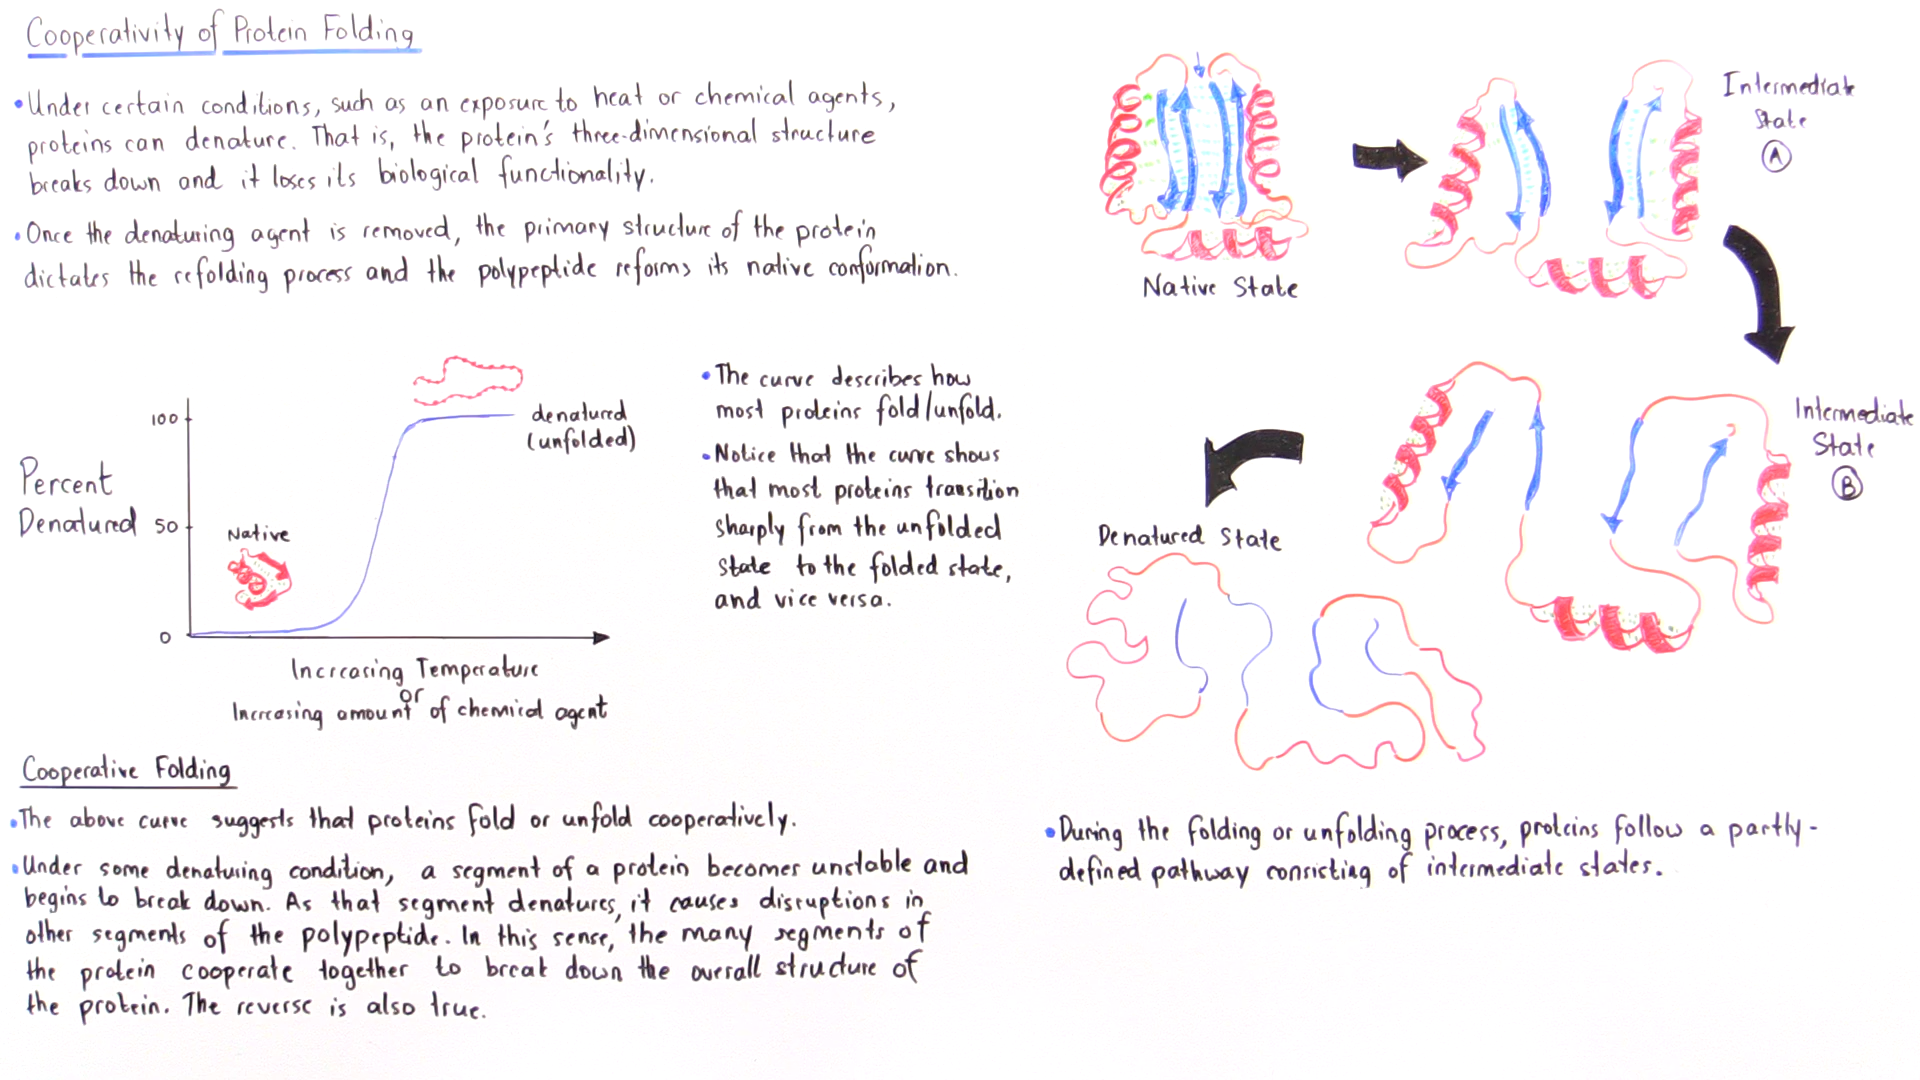 Cooperativity of Protein Folding
• Under certain conditions, such as an exposure to heat or chemical agents,
proteins can denature. That is, the protein's three-dimensional structure
breaks down and it loses its biological functionality.
• Once the denaturing agent is removed, the primary structure of the protein
dictates the refolding process and the polypeptide reforms its native conformation.
Percent
Denatured
100
50
0
Native
denatured
(unfolded)
Increasing Temperature
or
Increasing amount of chemical agent
• The curve describes how
most proteins fold/unfold.
• Notice that the curve shows
that most proteins transition
sharply from the unfolded
state to the folded state,
and vice versa.
Cooperative Folding
• The above curve suggests that proteins fold or unfold cooperatively.
• Under some denaturing condition, a segment of a protein becomes unstable and
begins to break down. As that segment denatures, it causes disruptions in
other segments of the polypeptide. In this sense, the many segments of
the protein cooperate together to break down the overall structure of
the protein. The reverse is also true.
Native State
Intermediate
State
A
Intermediate
State
B
Denatured State
• During the folding or unfolding process, proteins follow a partly-
defined pathway consisting of intermediate states.